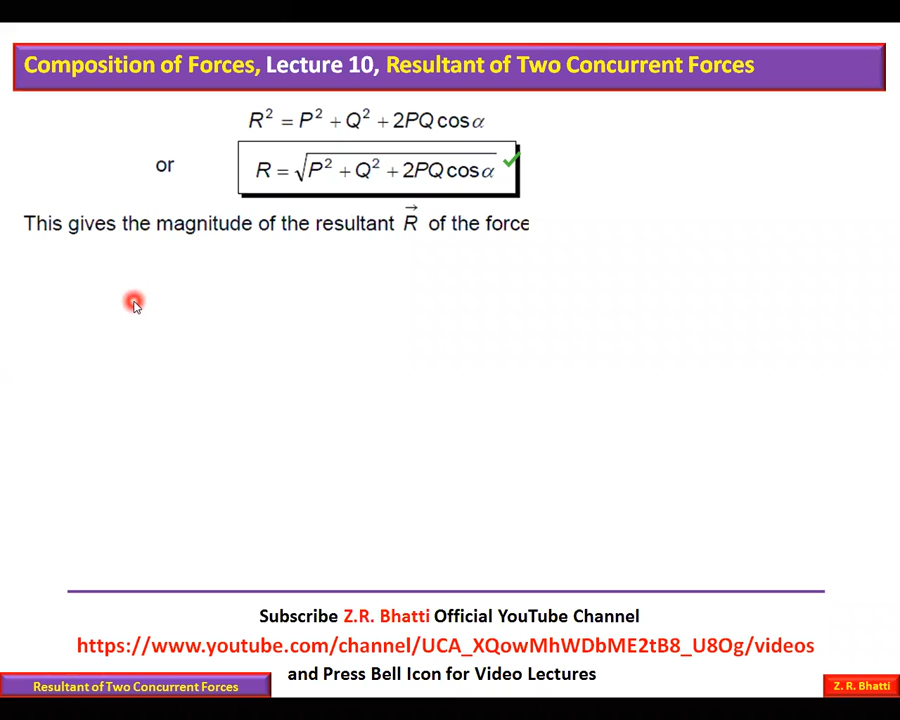 Composition of Forces, Lecture 10, Resultant of Two Concurrent Forces
R² = P² + Q² + 2PQ cos α
or
R = √(P² + Q² + 2PQ cos α) ✓
This gives the magnitude of the resultant R⃗ of the force
Subscribe Z.R. Bhatti Official YouTube Channel
https://www.youtube.com/channel/UCA_XQowMhWDbME2tB8_U8Og/videos
and Press Bell Icon for Video Lectures
Resultant of Two Concurrent Forces
Z. R. Bhatti